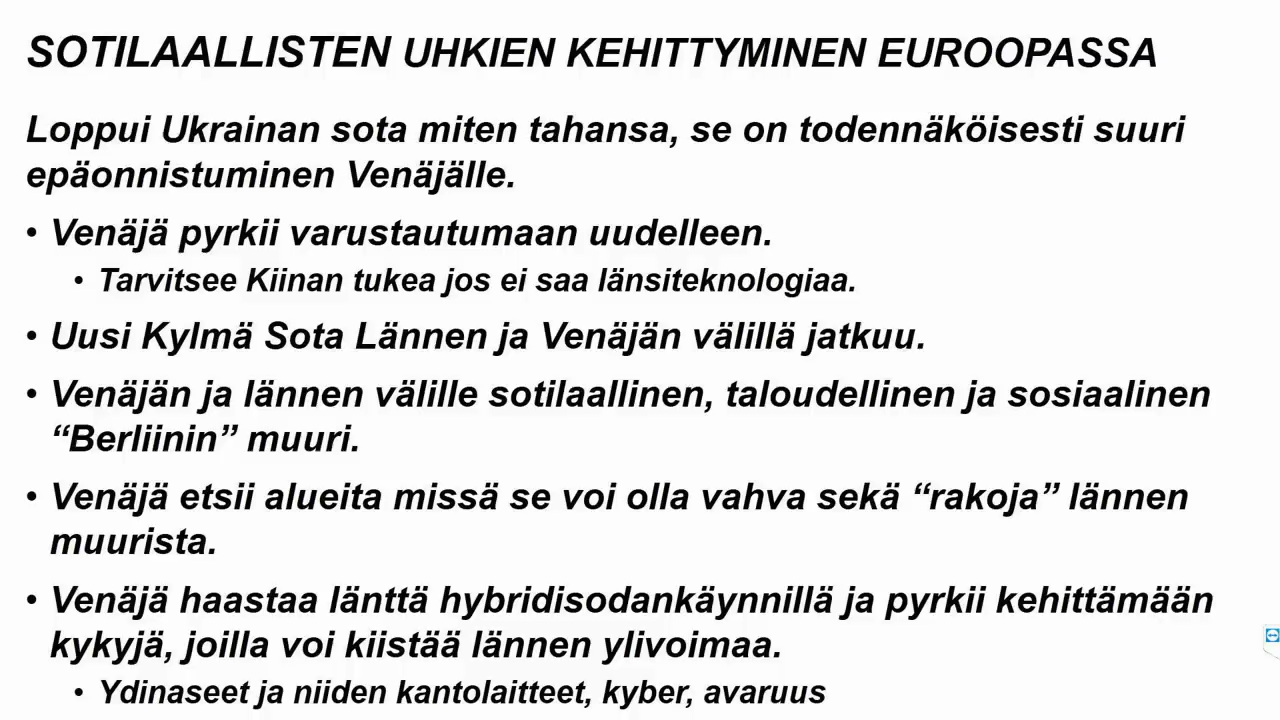 SOTILAALLISTEN UHKIEN KEHITTYMINEN EUROOPASSA
Loppui Ukrainan sota miten tahansa, se on todennäköisesti suuri
epäonnistuminen Venäjälle.
• Venäjä pyrkii varustautumaan uudelleen.
• Tarvitsee Kiinan tukea jos ei saa länsiteknologiaa.
• Uusi Kylmä Sota Lännen ja Venäjän välillä jatkuu.
• Venäjän ja lännen välille sotilaallinen, taloudellinen ja sosiaalinen
“Berliinin” muuri.
• Venäjä etsii alueita missä se voi olla vahva sekä “rakoja” lännen
muurista.
• Venäjä haastaa länttä hybridisodankäynnillä ja pyrkii kehittämään
kykyjä, joilla voi kiistää lännen ylivoimaa.
• Ydinaseet ja niiden kantolaitteet, kyber, avaruus